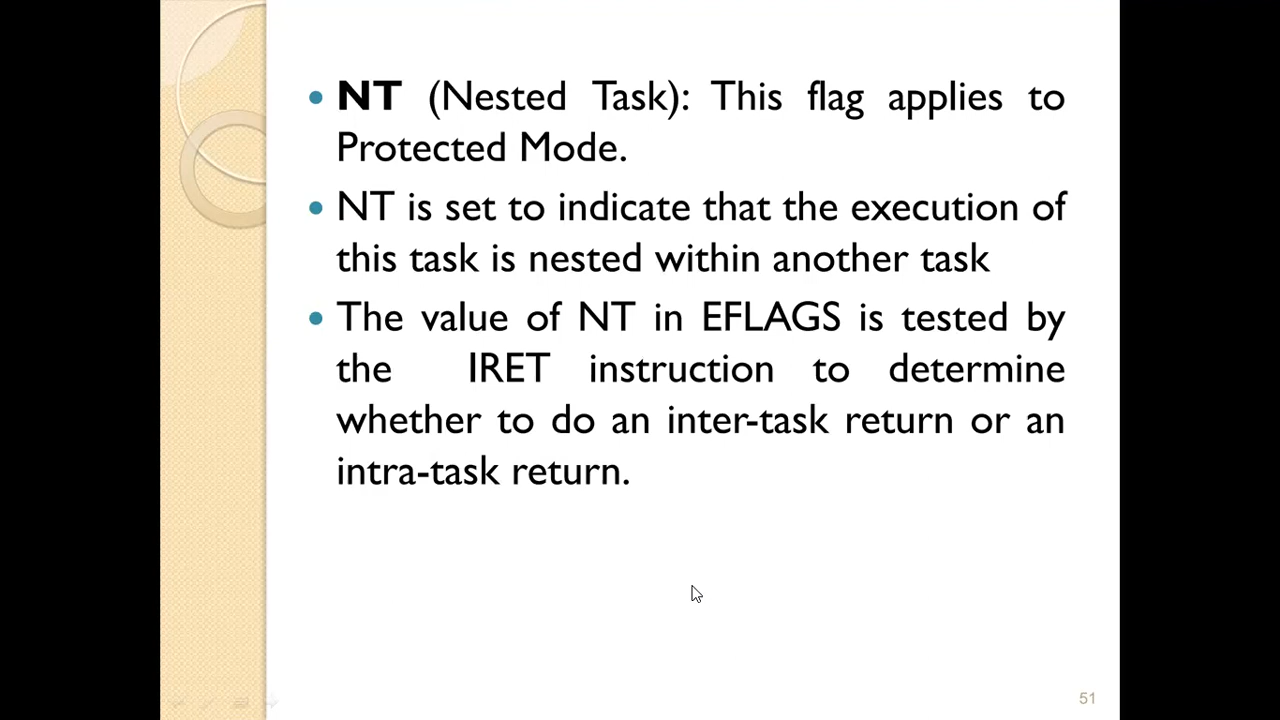 • NT (Nested Task): This flag applies to
Protected Mode.
• NT is set to indicate that the execution of
this task is nested within another task
• The value of NT in EFLAGS is tested by
the IRET instruction to determine
whether to do an inter-task return or an
intra-task return.
51